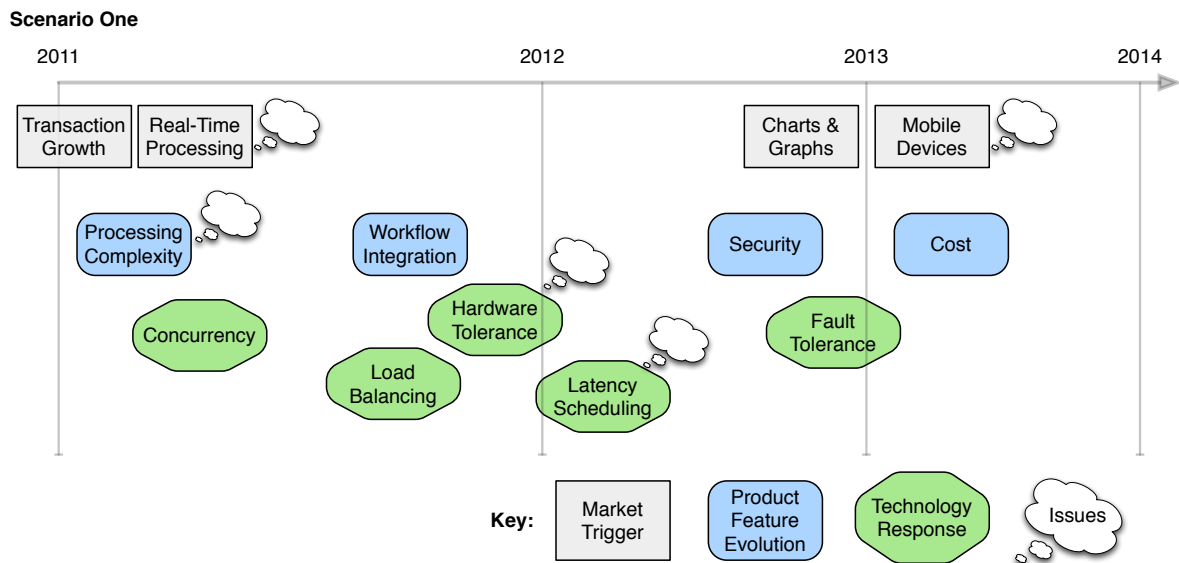 Scenario One
2011
2012
2013
2014
Transaction
Growth
Real-Time
Processing
Charts &
Graphs
Mobile
Devices
Processing
Complexity
Workflow
Integration
Security
Cost
Concurrency
Hardware
Tolerance
Load
Balancing
Latency
Scheduling
Fault
Tolerance
Key:
Market
Trigger
Product
Feature
Evolution
Technology
Response
Issues